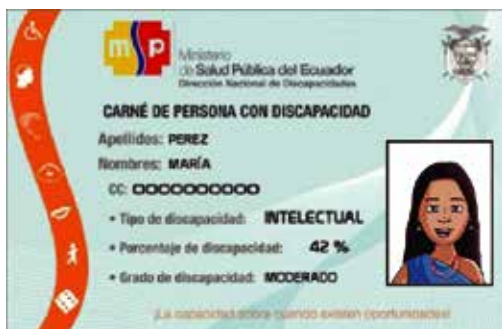 msp
Ministerio
de Salud Pública del Ecuador
Dirección Nacional de Discapacidades
CARNÉ DE PERSONA CON DISCAPACIDAD
Apellidos: PEREZ
Nombres: MARÍA
CC: OOOOOOOOOO
• Tipo de discapacidad: INTELECTUAL
• Porcentaje de discapacidad: 42 %
• Grado de discapacidad: MODERADO
¡La capacidad sobra cuando existen oportunidades!